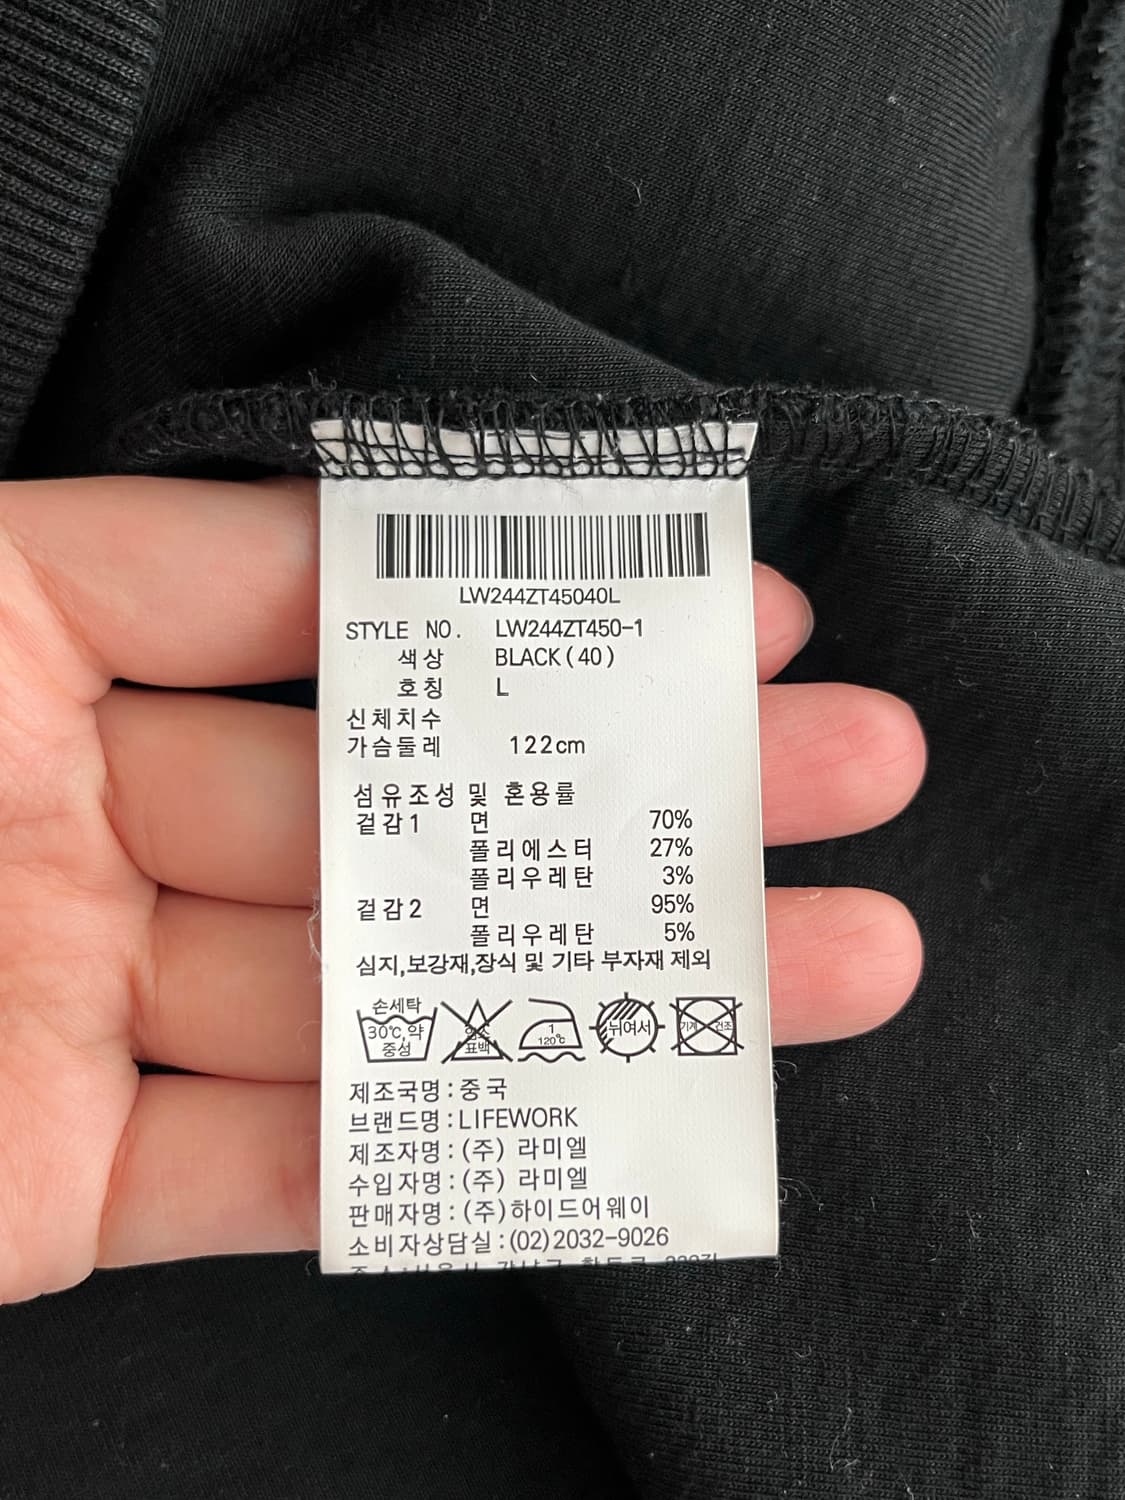 LW244ZT45040L
STYLE NO. LW244ZT450-1
색상 BLACK(40)
호칭 L
신체치수
가슴둘레 122cm
섬유조성 및 혼용률
겉감1 면 70%
폴리에스터 27%
폴리우레탄 3%
겉감2 면 95%
폴리우레탄 5%
심지,보강재,장식 및 기타 부자재 제외
손세탁
30℃,약
중성
염소
표백
1
120℃
뉘여서
기계 건조
제조국명:중국
브랜드명:LIFEWORK
제조자명:(주) 라미엘
수입자명:(주) 라미엘
판매자명:(주)하이드어웨이
소비자상담실:(02)2032-9026